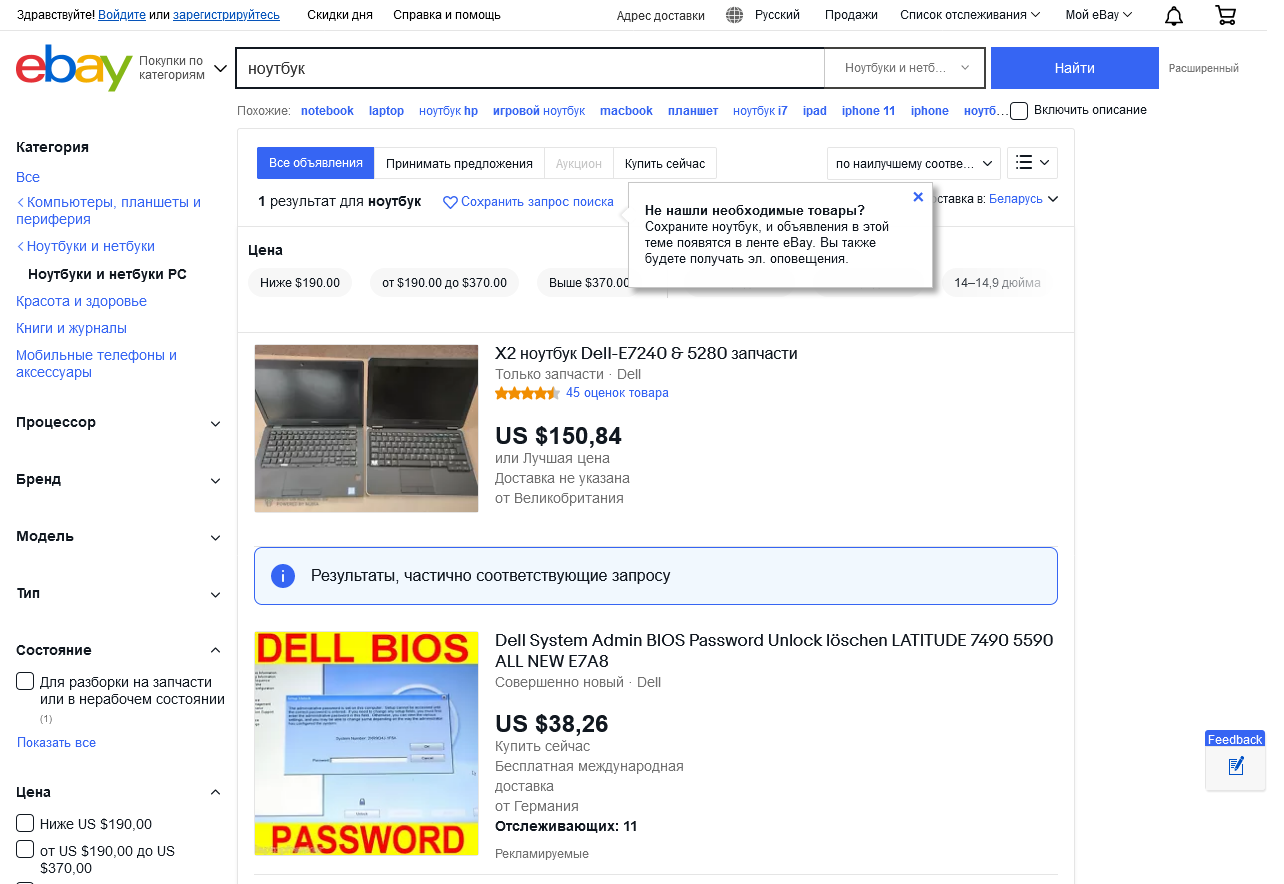 Здравствуйте! Войдите или зарегистрируйтесь Скидки дня Справка и помощь Адрес доставки Русский Продажи Список отслеживания Мой eBay
ebay Покупки по категориям ноутбук Ноутбуки и нетб... Найти Расширенный
Похожие: notebook laptop ноутбук hp игровой ноутбук macbook планшет ноутбук i7 ipad iphone 11 iphone ноутб... Включить описание
Категория
Все
Компьютеры, планшеты и
периферия
Ноутбуки и нетбуки
Ноутбуки и нетбуки PC
Красота и здоровье
Книги и журналы
Мобильные телефоны и
аксессуары
Процессор
Бренд
Модель
Тип
Состояние
Для разборки на запчасти
или в нерабочем состоянии
(1)
Показать все
Цена
Ниже US $190,00
от US $190,00 до US
$370,00
Все объявления Принимать предложения Аукцион Купить сейчас по наилучшему соотве...
1 результат для ноутбук Сохранить запрос поиска ставка в: Беларусь
Не нашли необходимые товары?
Сохраните ноутбук, и объявления в этой
теме появятся в ленте eBay. Вы также
будете получать эл. оповещения.
Цена
Ниже $190.00 от $190.00 до $370.00 Выше $370.00 14–14,9 дюйма
X2 ноутбук Dell-E7240 & 5280 запчасти
Только запчасти · Dell
45 оценок товара
US $150,84
или Лучшая цена
Доставка не указана
от Великобритания
Результаты, частично соответствующие запросу
DELL BIOS
PASSWORD
Dell System Admin BIOS Password Unlock löschen LATITUDE 7490 5590
ALL NEW E7A8
Совершенно новый · Dell
US $38,26
Купить сейчас
Бесплатная международная
доставка
от Германия
Отслеживающих: 11
Рекламируемые
Feedback